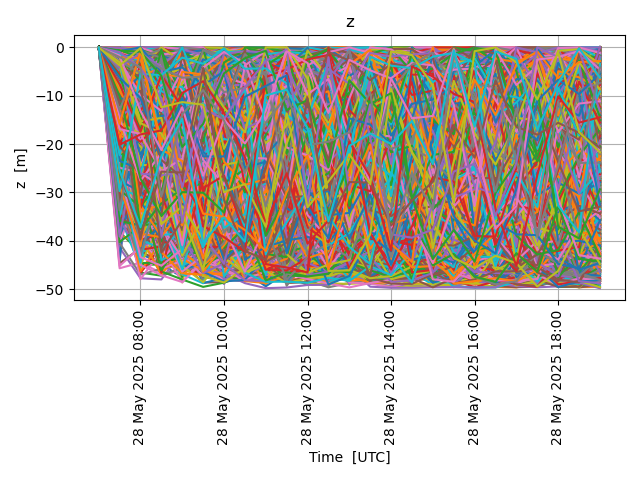 z
0
−10
−20
−30
−40
−50
z [m]
28 May 2025 08:00
28 May 2025 10:00
28 May 2025 12:00
28 May 2025 14:00
28 May 2025 16:00
28 May 2025 18:00
Time [UTC]